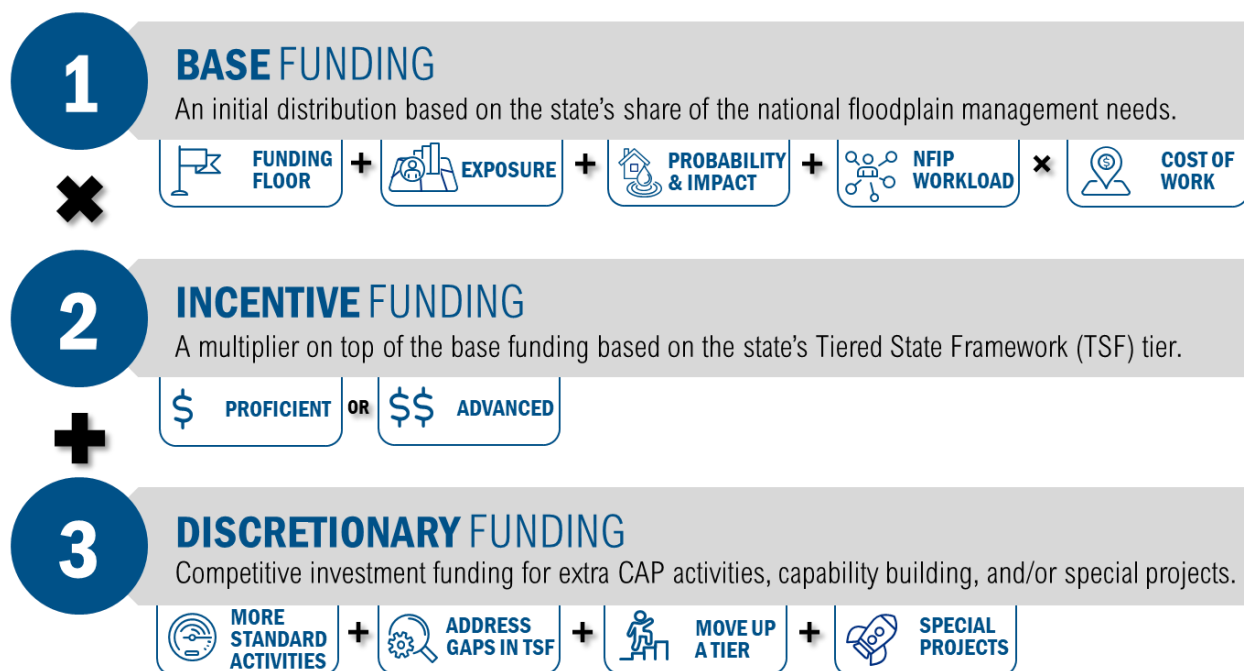 1
BASE FUNDING
An initial distribution based on the state's share of the national floodplain management needs.
FUNDING
FLOOR
+
EXPOSURE
+
PROBABILITY
& IMPACT
+
NFIP
WORKLOAD
×
$
COST OF
WORK
×
2
INCENTIVE FUNDING
A multiplier on top of the base funding based on the state's Tiered State Framework (TSF) tier.
$
PROFICIENT
OR
$$
ADVANCED
+
3
DISCRETIONARY FUNDING
Competitive investment funding for extra CAP activities, capability building, and/or special projects.
MORE
STANDARD
ACTIVITIES
+
ADDRESS
GAPS IN TSF
+
MOVE UP
A TIER
+
SPECIAL
PROJECTS